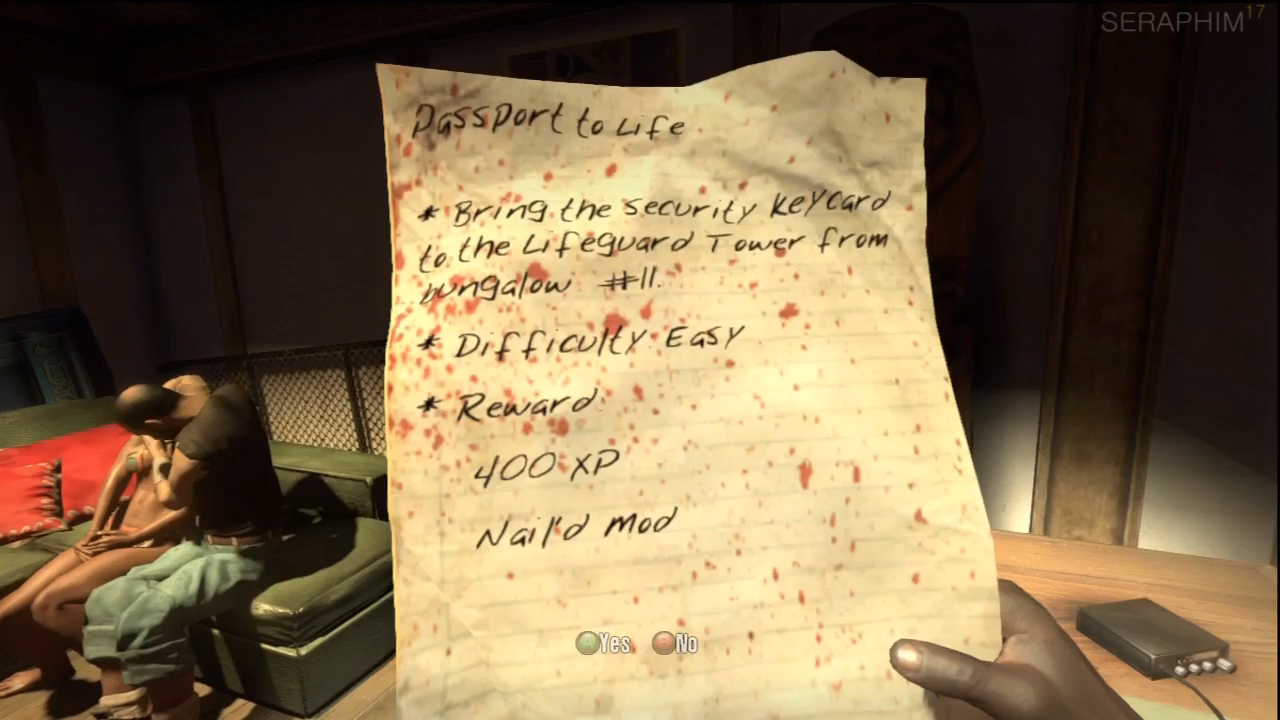 SERAPHIM17
Passport to Life
* Bring the security keycard
to the Lifeguard Tower from
bungalow #11.
* Difficulty: Easy
* Reward:
400 XP
Nail'd mod
Yes No